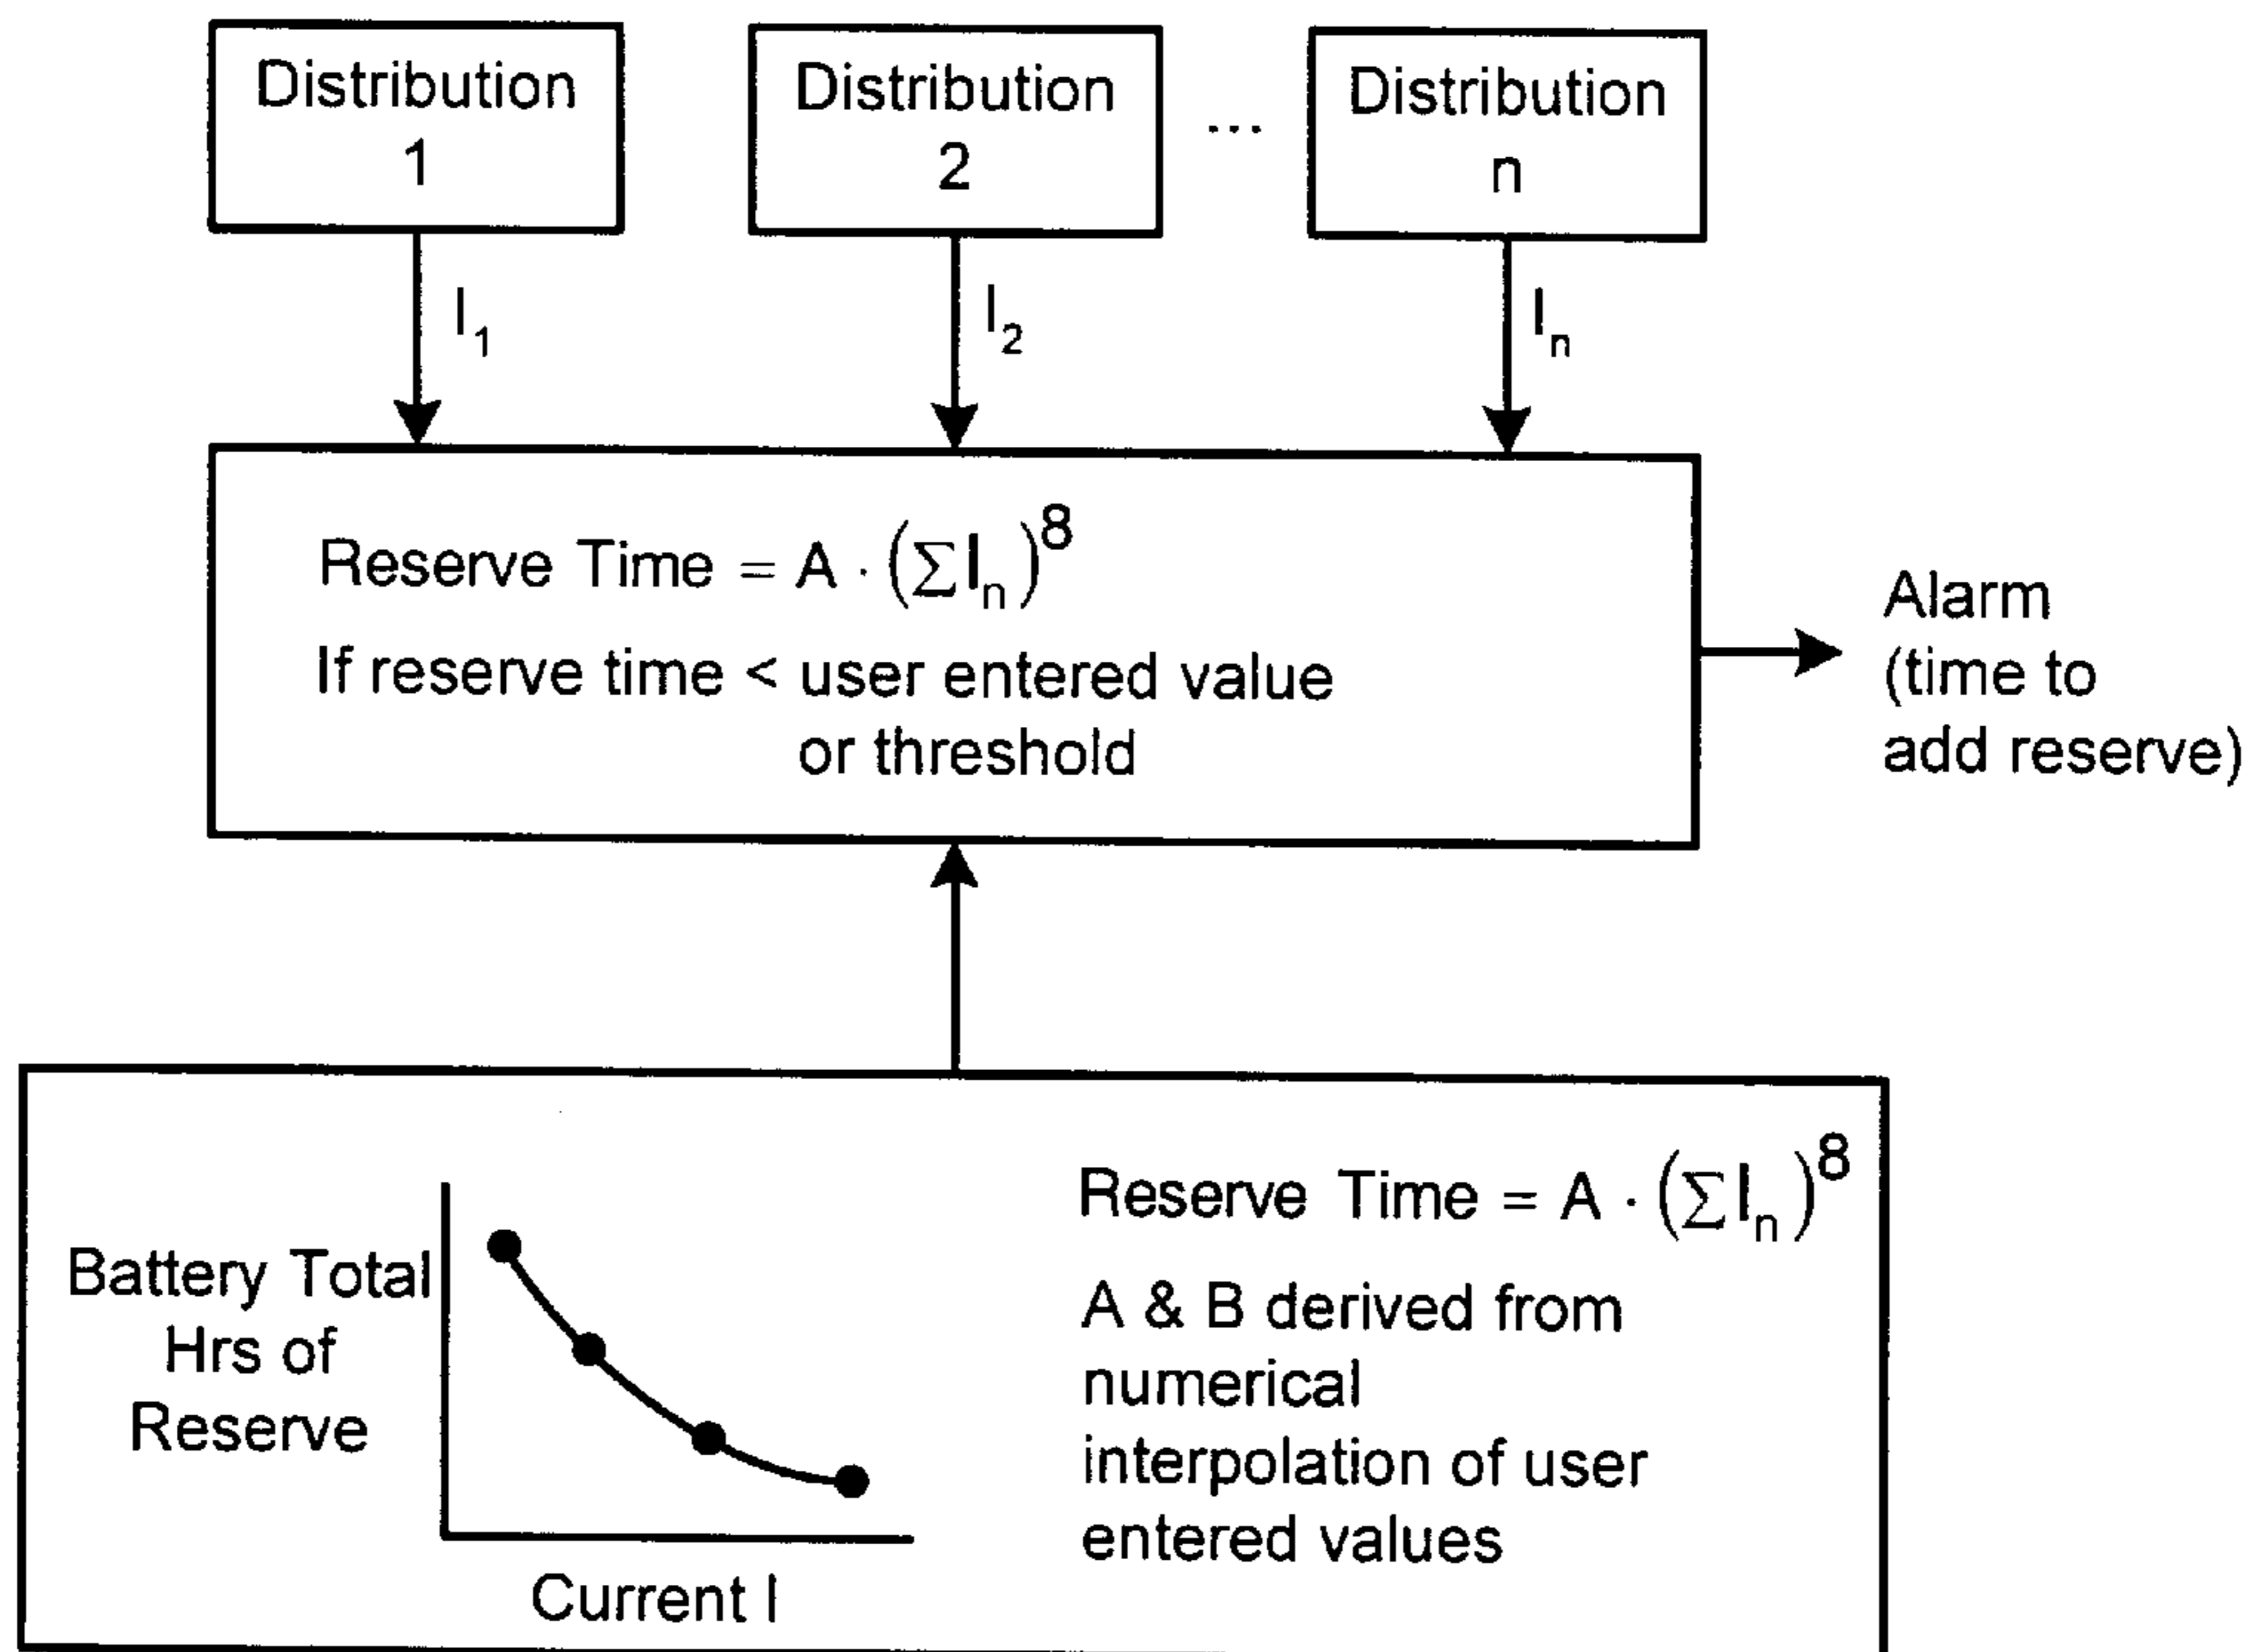 Distribution
1
Distribution
2
...
Distribution
n
I₁
I₂
Iₙ
Reserve Time = A · (∑Iₙ)⁸
If reserve time < user entered value
or threshold
Alarm
(time to
add reserve)
Battery Total
Hrs of
Reserve
Current I
Reserve Time = A · (∑Iₙ)⁸
A & B derived from
numerical
interpolation of user
entered values